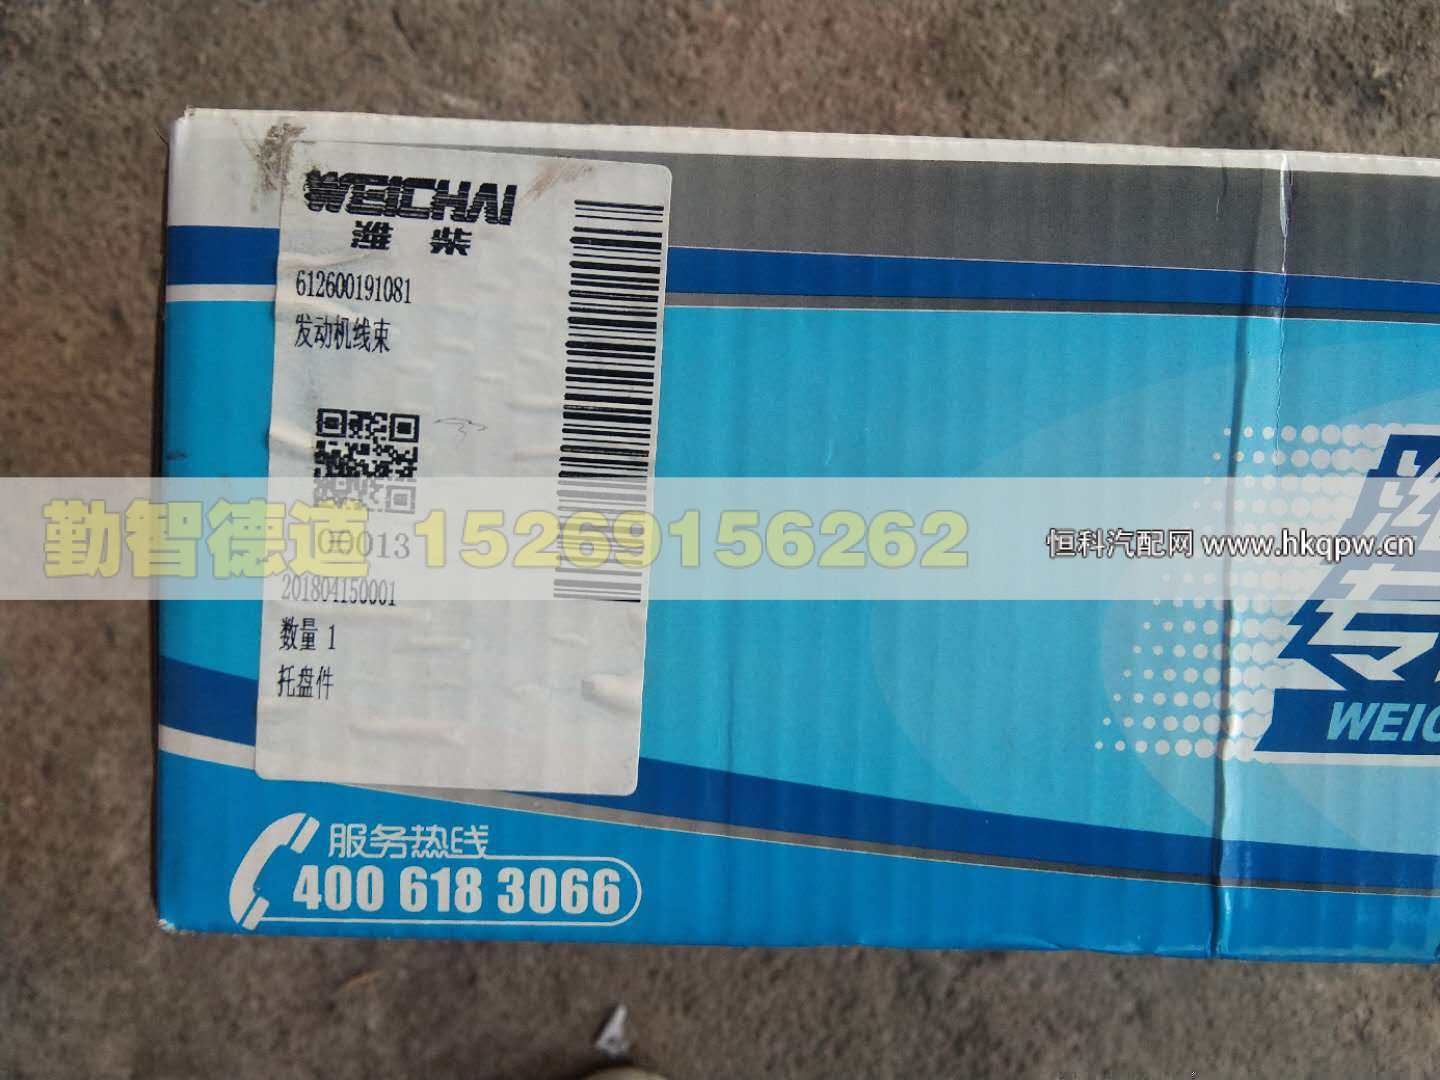 WEICHAI
潍 柴
612600191081
发动机线束
00013
201804150001
数量 1
托盘件
勤智德道 15269156262
恒科汽配网 www.hkqpw.cn
专
WEIC
服务热线
400 618 3066